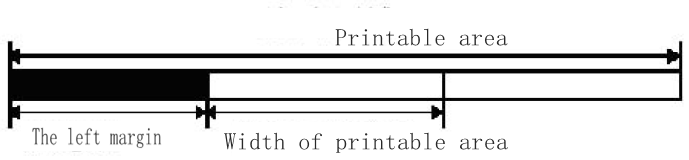 Printable area
The left margin
Width of printable area